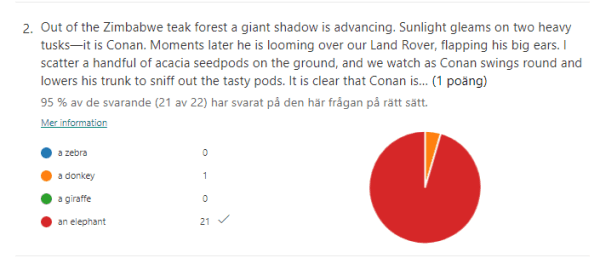 2. Out of the Zimbabwe teak forest a giant shadow is advancing. Sunlight gleams on two heavy
tusks—it is Conan. Moments later he is looming over our Land Rover, flapping his big ears. I
scatter a handful of acacia seedpods on the ground, and we watch as Conan swings round and
lowers his trunk to sniff out the tasty pods. It is clear that Conan is... (1 poäng)
95 % av de svarande (21 av 22) har svarat på den här frågan på rätt sätt.
Mer information
a zebra 0
a donkey 1
a giraffe 0
an elephant 21 ✓